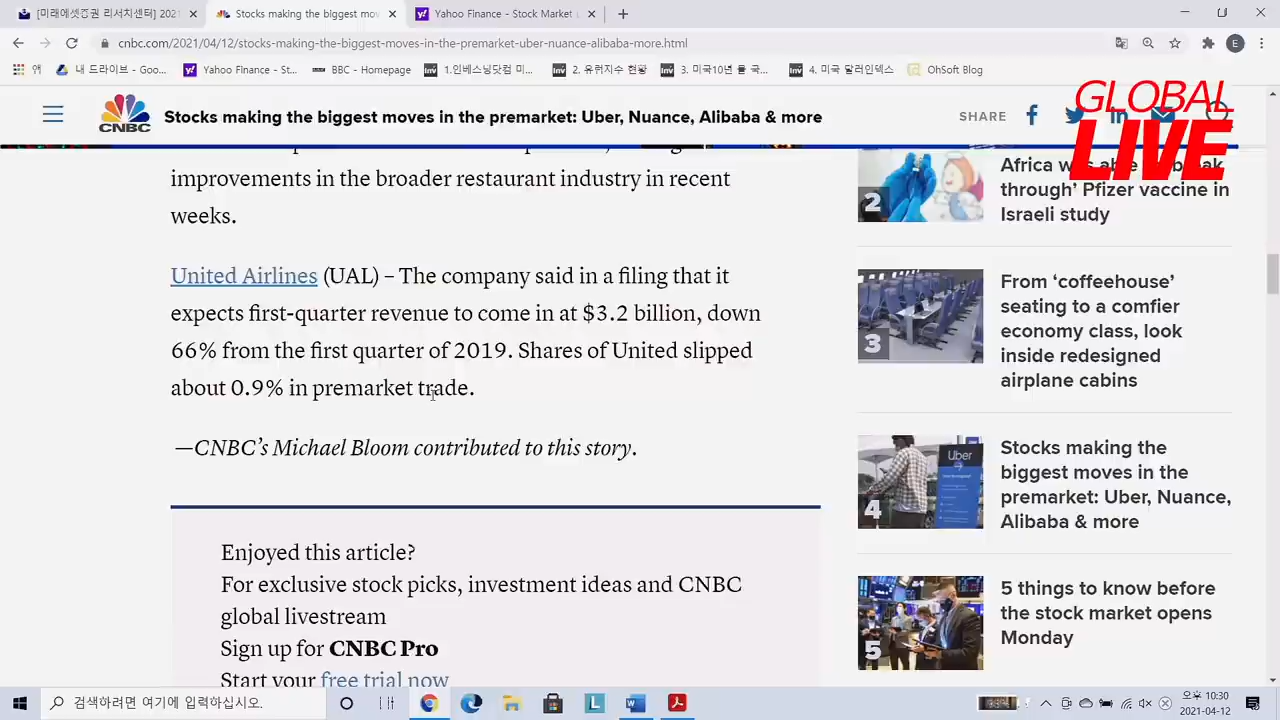 [미래에셋증권 리서치센터] 2021
Stocks making the biggest mov
Yahoo Finance - Stock Market
cnbc.com/2021/04/12/stocks-making-the-biggest-moves-in-the-premarket-uber-nuance-alibaba-more.html
E
앱
내 드라이브 - Goo...
Yahoo Finance - St...
BBC - Homepage
1.인베스닝닷컴 미...
2. 유뤼지수 현황
3. 미국10년 물 국...
4. 미국 달러인덱스
OhSoft Blog
GLOBAL
LIVE
CNBC
Stocks making the biggest moves in the premarket: Uber, Nuance, Alibaba & more
SHARE
improvements in the broader restaurant industry in recent
weeks.
United Airlines (UAL) – The company said in a filing that it
expects first-quarter revenue to come in at $3.2 billion, down
66% from the first quarter of 2019. Shares of United slipped
about 0.9% in premarket trade.
—CNBC's Michael Bloom contributed to this story.
Enjoyed this article?
For exclusive stock picks, investment ideas and CNBC
global livestream
Sign up for CNBC Pro
Start your free trial now
2
Africa
through' Pfizer vaccine in
Israeli study
3
From 'coffeehouse'
seating to a comfier
economy class, look
inside redesigned
airplane cabins
4
Uber
Stocks making the
biggest moves in the
premarket: Uber, Nuance,
Alibaba & more
5
5 things to know before
the stock market opens
Monday
검색하려면 여기에 입력하십시오.
오후 10:30
2021-04-12